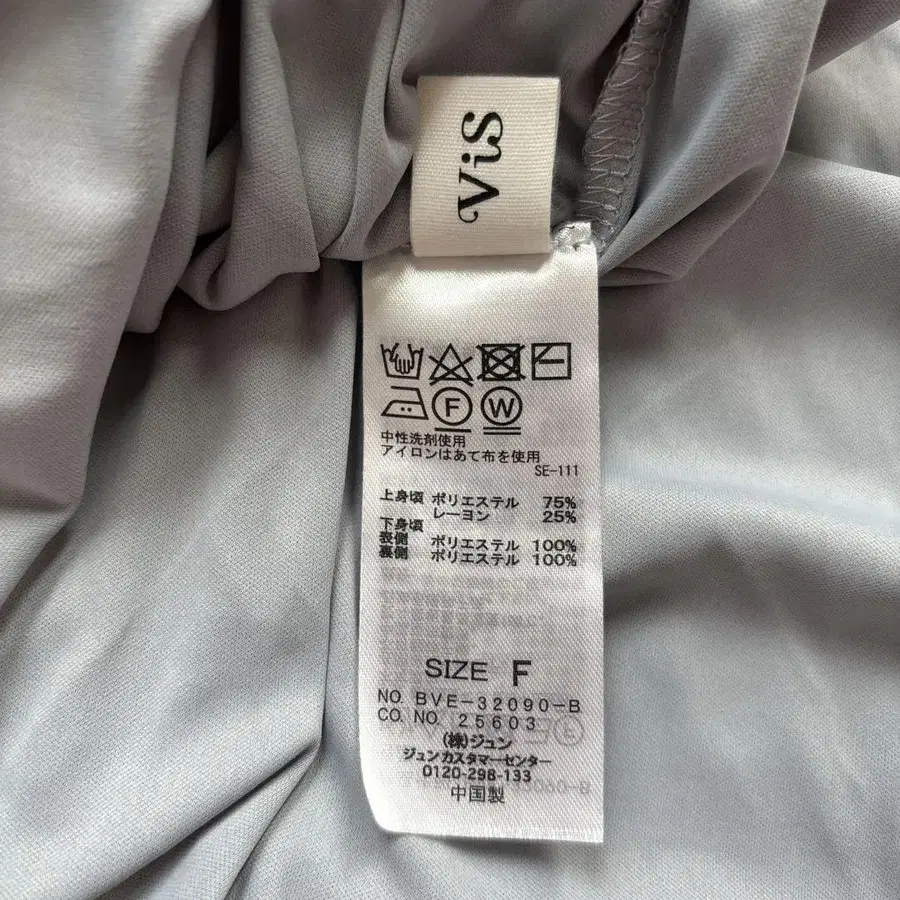 ViS
F W
中性洗剤使用
アイロンはあて布を使用
SE-111
上身頃 ポリエステル 75%
レーヨン 25%
下身頃
表側 ポリエステル 100%
裏側 ポリエステル 100%
SIZE F
NO. BVE-32090-B
CO. NO. 25603
(株)ジュン
ジュンカスタマーセンター
0120-298-133
中国製